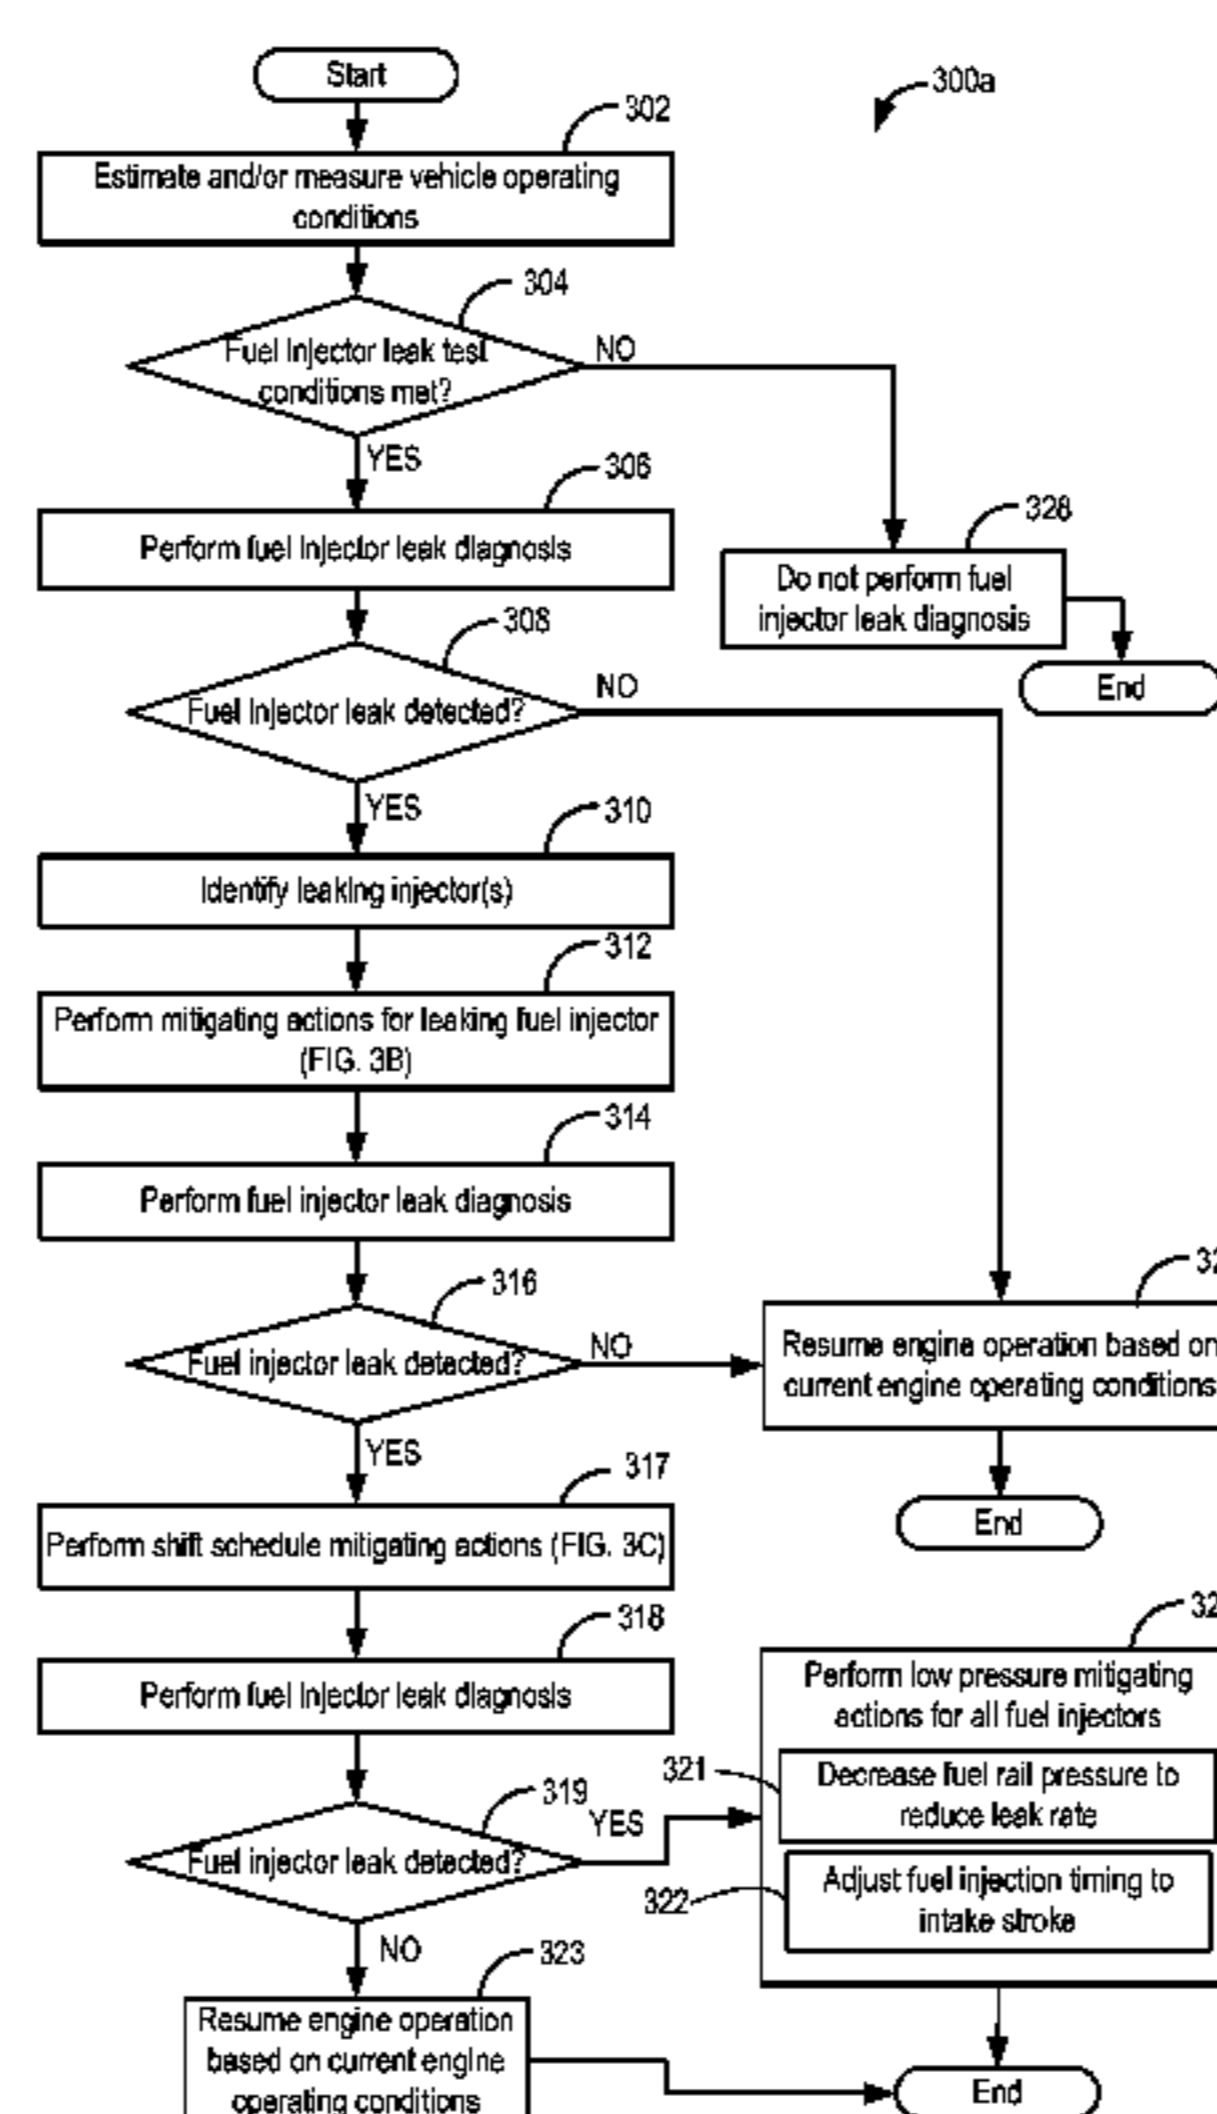 Start
300a
302
Estimate and/or measure vehicle operating
conditions
304
Fuel injector leak test
conditions met?
NO
YES
306
Perform fuel injector leak diagnosis
328
Do not perform fuel
injector leak diagnosis
End
308
Fuel injector leak detected?
NO
YES
310
Identify leaking injector(s)
312
Perform mitigating actions for leaking fuel injector
(FIG. 3B)
314
Perform fuel injector leak diagnosis
316
Fuel injector leak detected?
NO
YES
Resume engine operation based on
current engine operating conditions
End
317
Perform shift schedule mitigating actions (FIG. 3C)
318
Perform fuel injector leak diagnosis
319
Fuel injector leak detected?
YES
NO
Perform low pressure mitigating
actions for all fuel injectors
321
Decrease fuel rail pressure to
reduce leak rate
322
Adjust fuel injection timing to
intake stroke
323
Resume engine operation
based on current engine
operating conditions
End